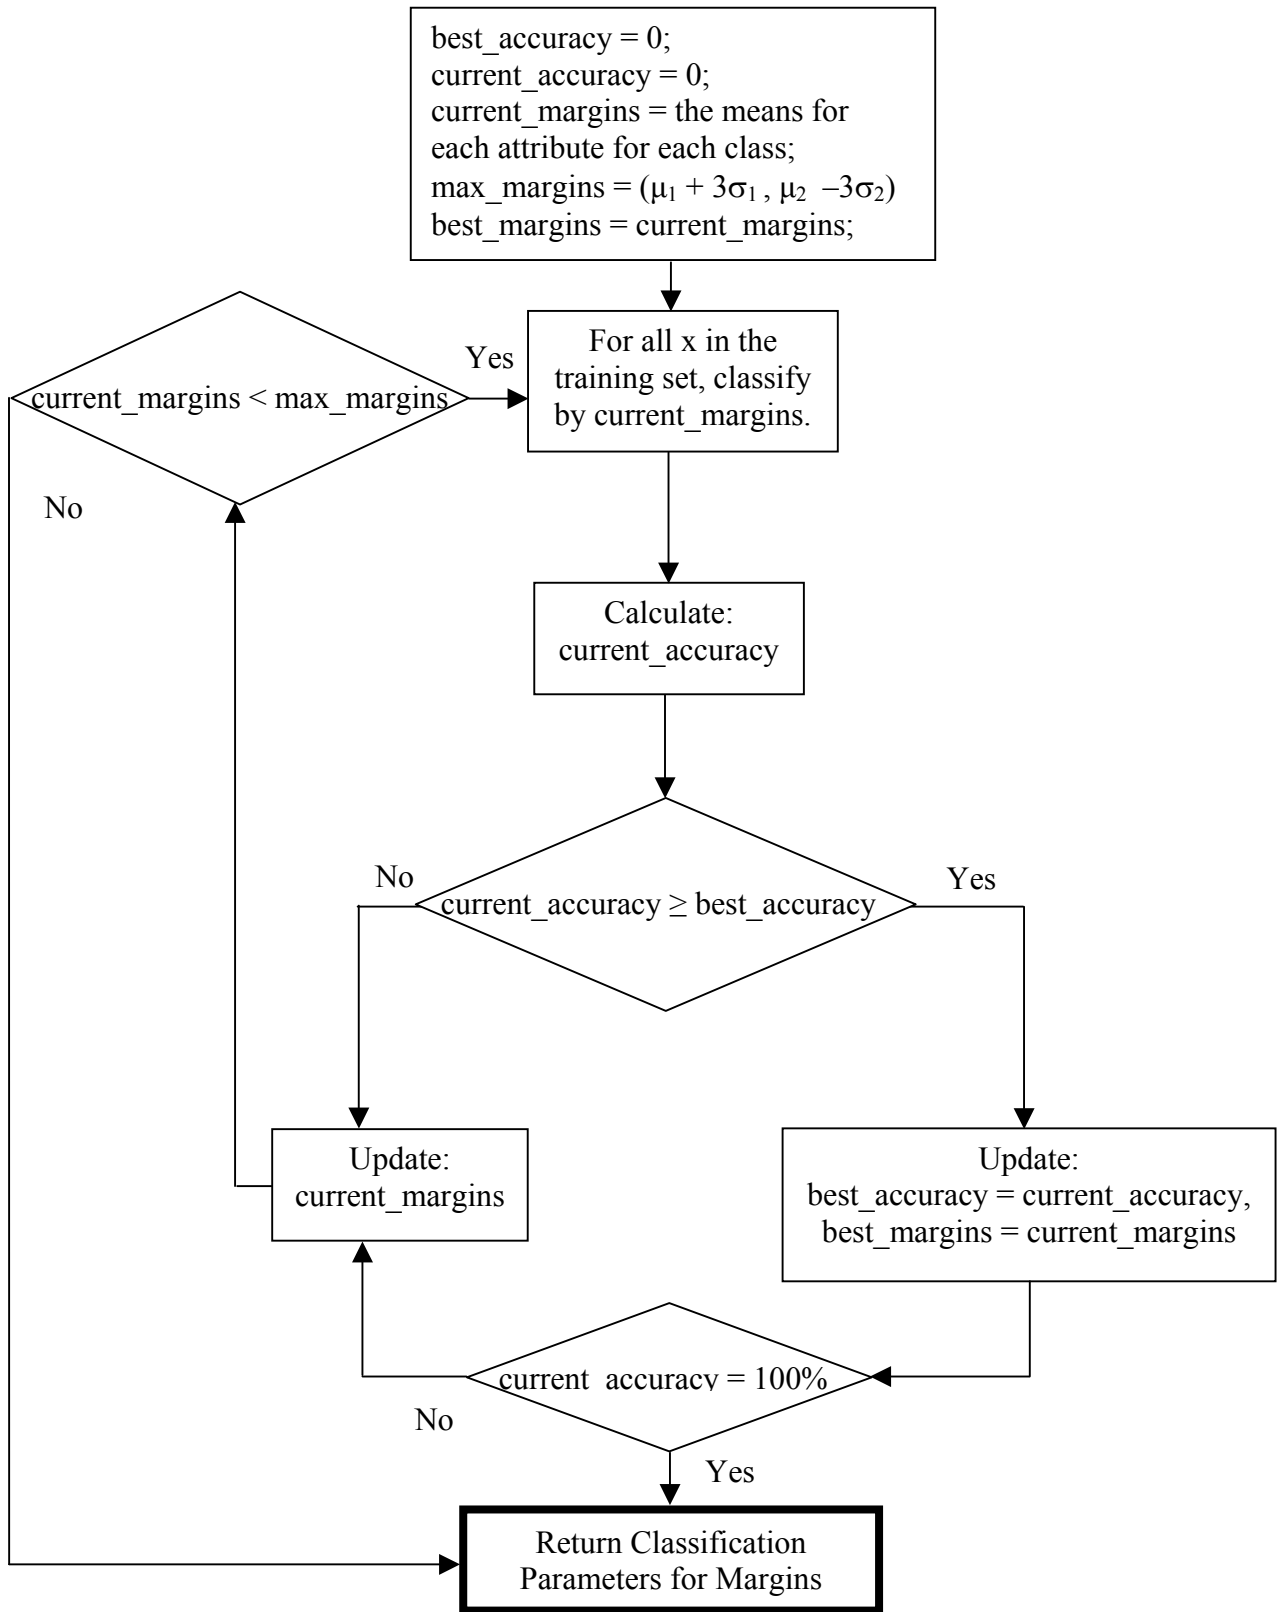 best_accuracy = 0;
current_accuracy = 0;
current_margins = the means for
each attribute for each class;
max_margins = (μ₁ + 3σ₁ , μ₂ –3σ₂)
best_margins = current_margins;
Yes
For all x in the
training set, classify
by current_margins.
current_margins < max_margins
No
Calculate:
current_accuracy
No
Yes
current_accuracy ≥ best_accuracy
Update:
current_margins
Update:
best_accuracy = current_accuracy,
best_margins = current_margins
current_accuracy = 100%
No
Yes
Return Classification
Parameters for Margins